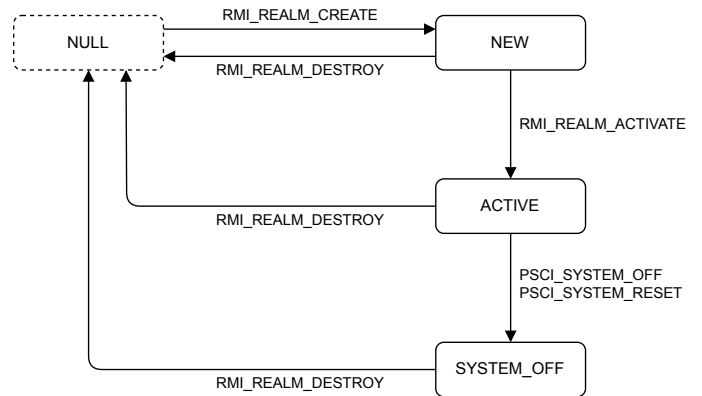 RMI_REALM_CREATE
NULL
NEW
RMI_REALM_DESTROY
RMI_REALM_ACTIVATE
ACTIVE
RMI_REALM_DESTROY
PSCI_SYSTEM_OFF
PSCI_SYSTEM_RESET
SYSTEM_OFF
RMI_REALM_DESTROY